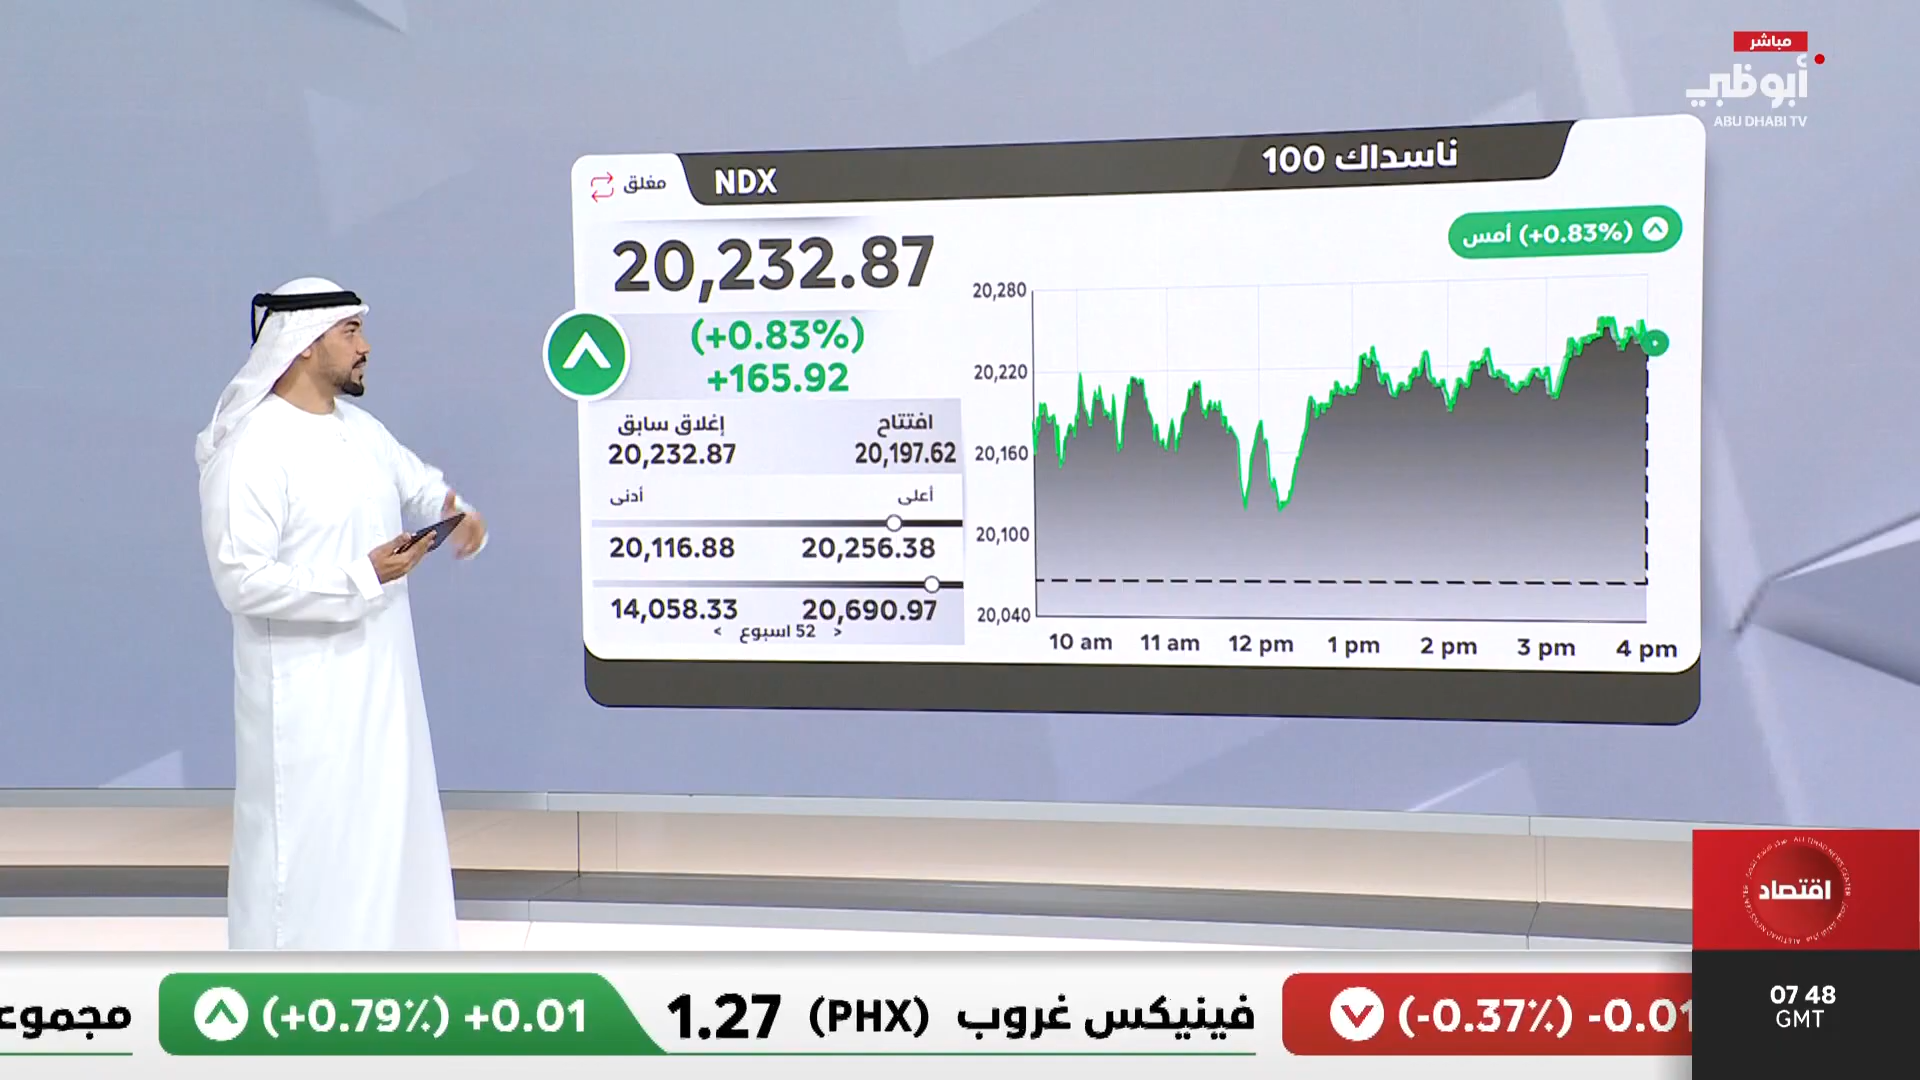 مباشر
أبوظبي
ABU DHABI TV
ناسداك 100
NDX
مغلق
أمس (+0.83%)
20,232.87
(+0.83%)
+165.92
افتتاح
إغلاق سابق
20,197.62
20,232.87
أعلى
أدنى
20,116.88
20,256.38
14,058.33
20,690.97
< 52 اسبوع >
20,280
20,220
20,160
20,100
20,040
10 am 11 am 12 pm 1 pm 2 pm 3 pm 4 pm
اقتصاد
07 48
GMT
(-0.37٪) -0.01
فينيكس غروب (PHX) 1.27
(+0.79٪) +0.01
مجموعة